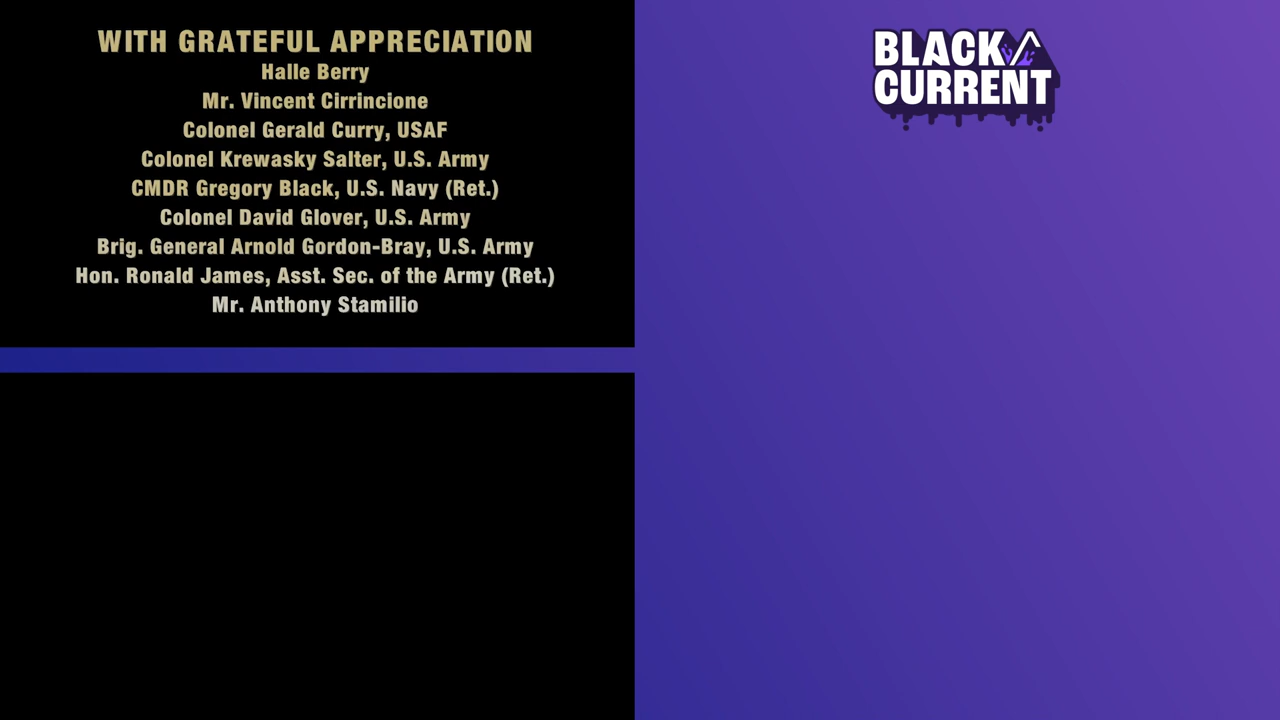 WITH GRATEFUL APPRECIATION
Halle Berry
Mr. Vincent Cirrincione
Colonel Gerald Curry, USAF
Colonel Krewasky Salter, U.S. Army
CMDR Gregory Black, U.S. Navy (Ret.)
Colonel David Glover, U.S. Army
Brig. General Arnold Gordon-Bray, U.S. Army
Hon. Ronald James, Asst. Sec. of the Army (Ret.)
Mr. Anthony Stamilio
BLACK
CURRENT